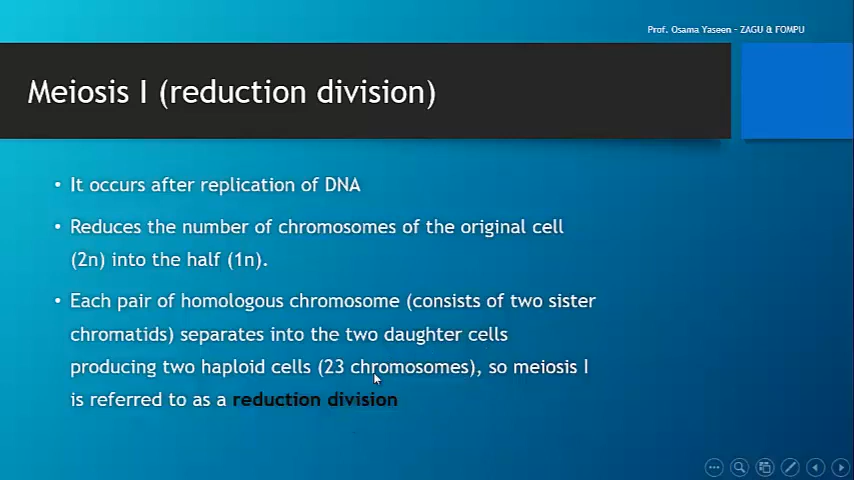 Prof. Osama Yaseen - ZAGU & FOMPU
Meiosis I (reduction division)
• It occurs after replication of DNA
• Reduces the number of chromosomes of the original cell
(2n) into the half (1n).
• Each pair of homologous chromosome (consists of two sister
chromatids) separates into the two daughter cells
producing two haploid cells (23 chromosomes), so meiosis I
is referred to as a reduction division